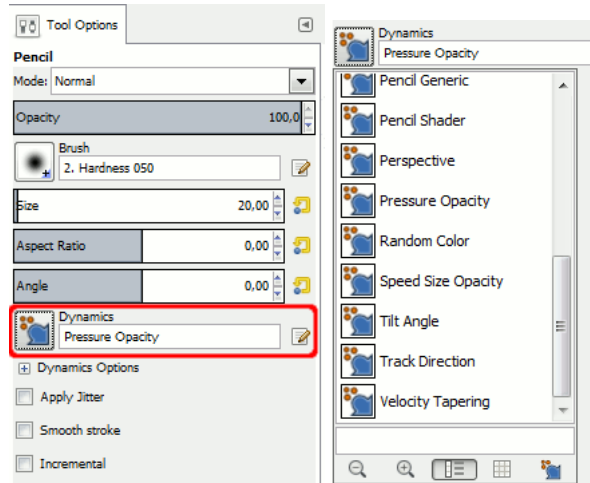 Tool Options
Pencil
Mode: Normal
Opacity 100,0
Brush
2. Hardness 050
Size 20,00
Aspect Ratio 0,00
Angle 0,00
Dynamics
Pressure Opacity
Dynamics Options
Apply Jitter
Smooth stroke
Incremental
Dynamics
Pressure Opacity
Pencil Generic
Pencil Shader
Perspective
Pressure Opacity
Random Color
Speed Size Opacity
Tilt Angle
Track Direction
Velocity Tapering